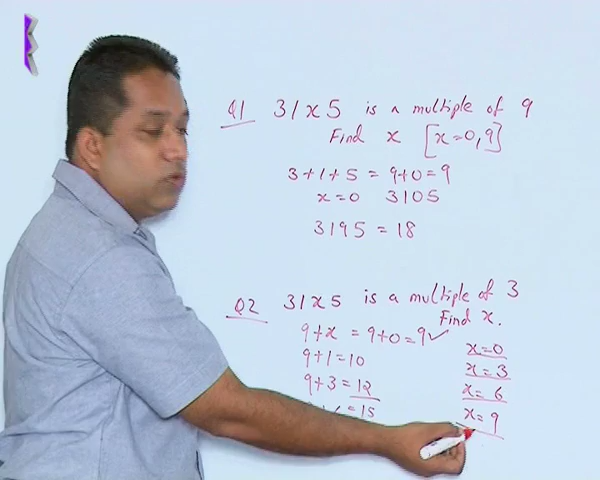 Q1 31x5 is a multiple of 9
Find x [x=0,9]
3+1+5 = 9+0=9
x=0 3105
3195 = 18
Q2 31x5 is a multiple of 3
Find x.
9+x = 9+0=9✓
9+1=10
9+3=12
=15
x=0
x=3
x=6
x=9